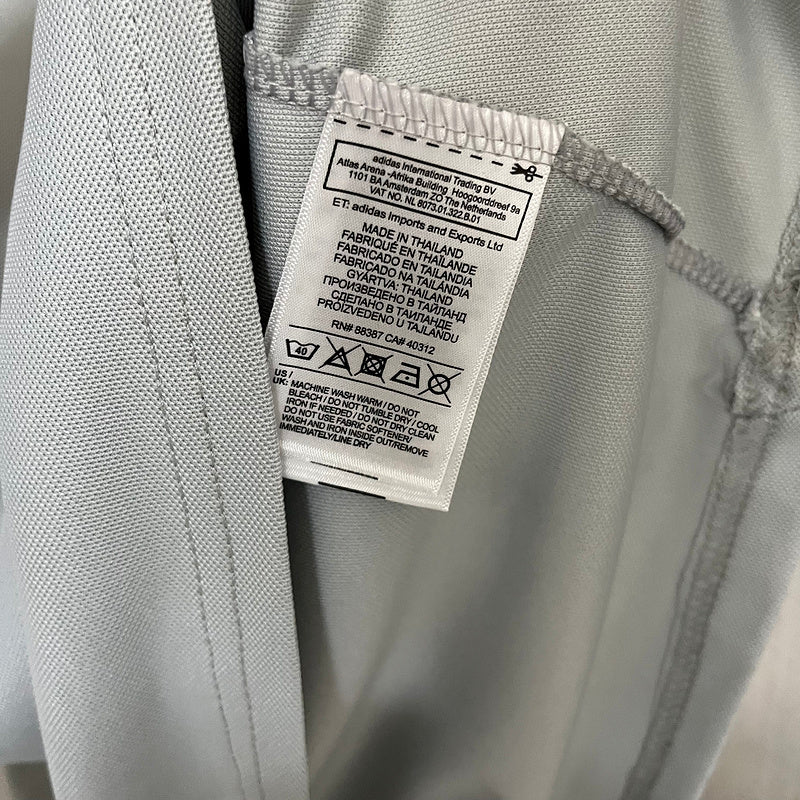 adidas International Trading BV
Atlas Arena -Afrika Building Hoogoorddreef 9a
1101 BA Amsterdam ZO The Netherlands
VAT NO. NL 8073.01.322.B.01
ET: adidas Imports and Exports Ltd
MADE IN THAILAND
FABRIQUÉ EN THAÏLANDE
FABRICADO EN TAILANDIA
FABRICADO NA TAILÂNDIA
GYÁRTVA: THAILAND
ПРОИЗВЕДЕНО В ТАЙЛАНД
СДЕЛАНО В ТАИЛАНДЕ
PROIZVEDENO U TAJLANDU
RN# 88387 CA# 40312
40
US /
UK: MACHINE WASH WARM / DO NOT
BLEACH / DO NOT TUMBLE DRY / COOL
IRON IF NEEDED / DO NOT DRY CLEAN
DO NOT USE FABRIC SOFTENER/
WASH AND IRON INSIDE OUT/REMOVE
IMMEDIATELY/LINE DRY